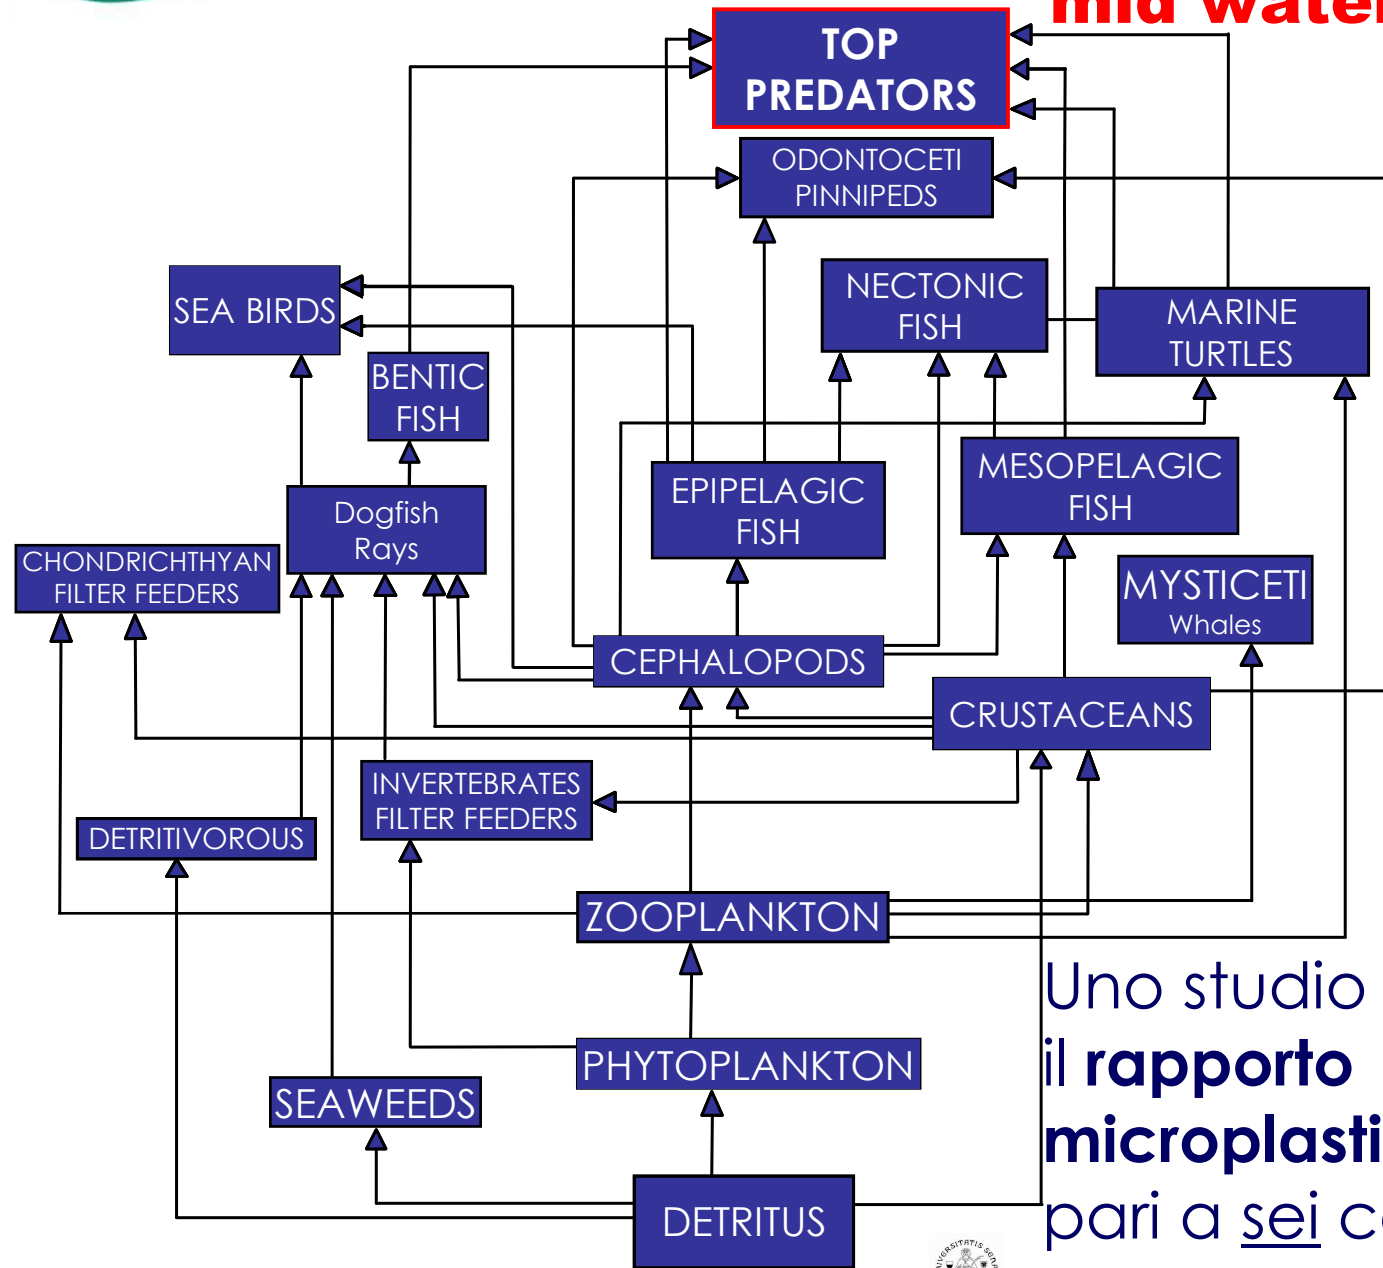 mid water
TOP
PREDATORS
ODONTOCETI
PINNIPEDS
SEA BIRDS
NECTONIC
FISH
MARINE
TURTLES
BENTIC
FISH
EPIPELAGIC
FISH
MESOPELAGIC
FISH
Dogfish
Rays
CHONDRICHTHYAN
FILTER FEEDERS
MYSTICETI
Whales
CEPHALOPODS
CRUSTACEANS
INVERTEBRATES
FILTER FEEDERS
DETRITIVOROUS
ZOOPLANKTON
PHYTOPLANKTON
SEAWEEDS
DETRITUS
Uno studio
il rapporto
microplasti
pari a sei